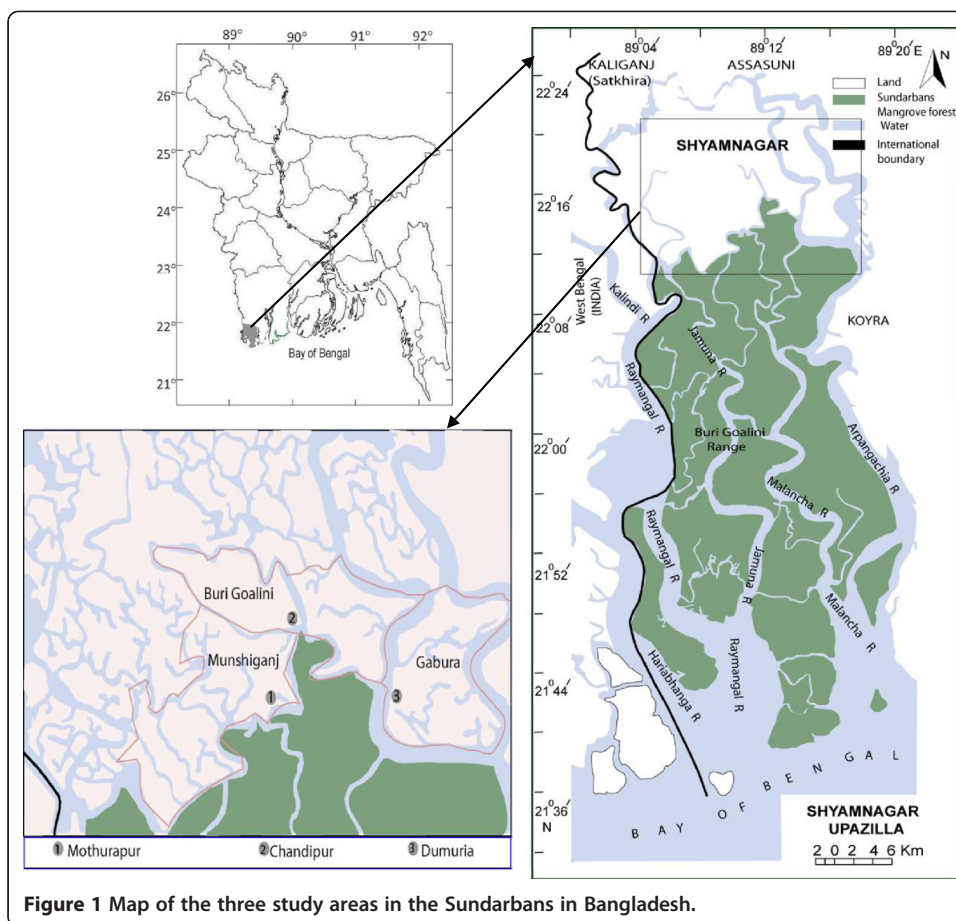 89° 90° 91° 92°
26°
25°
24°
23°
22°
21°
Bay of Bengal
89°04′ 89°12′ 89°20′E
KALIGANJ
(Satkhira)
ASSASUNI
N
Land
Sundarbans
Mangrove forest
Water
International
boundary
22°24
22°16
22°08
22°00′
21°52
21°44
21°36
N
SHYAMNAGAR
West Bengal
(INDIA)
Kalindi R
KOYRA
Jamuna R
Raymangal R
Buri Goalini
Range
Arpangachia R
Malancha R
Raymangal R
Jamuna R
Malancha R
Hariabhanga R
Raymangal R
BAY OF BENGAL
SHYAMNAGAR
UPAZILLA
2 0 2 4 6 Km
Buri Goalini
2
Munshiganj
Gabura
1
3
1 Mothurapur 2 Chandipur 3 Dumuria
Figure 1 Map of the three study areas in the Sundarbans in Bangladesh.